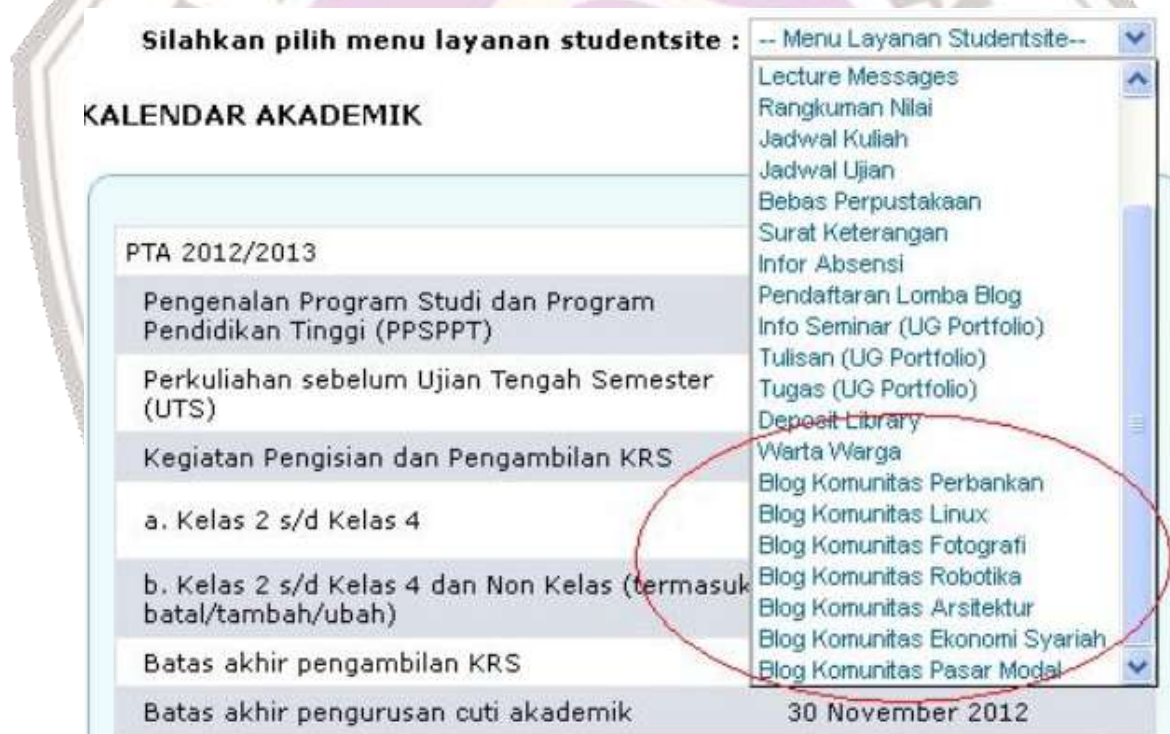 Silahkan pilih menu layanan studentsite :
-- Menu Layanan Studentsite--
Lecture Messages
Rangkuman Nilai
Jadwal Kuliah
Jadwal Ujian
Bebas Perpustakaan
Surat Keterangan
Infor Absensi
Pendaftaran Lomba Blog
Info Seminar (UG Portfolio)
Tulisan (UG Portfolio)
Tugas (UG Portfolio)
Deposit Library
Warta Warga
Blog Komunitas Perbankan
Blog Komunitas Linux
Blog Komunitas Fotografi
Blog Komunitas Robotika
Blog Komunitas Arsitektur
Blog Komunitas Ekonomi Syariah
Blog Komunitas Pasar Modal
KALENDAR AKADEMIK
PTA 2012/2013
Pengenalan Program Studi dan Program
Pendidikan Tinggi (PPSPPT)
Perkuliahan sebelum Ujian Tengah Semester
(UTS)
Kegiatan Pengisian dan Pengambilan KRS
a. Kelas 2 s/d Kelas 4
b. Kelas 2 s/d Kelas 4 dan Non Kelas (termasuk
batal/tambah/ubah)
Batas akhir pengambilan KRS
Batas akhir pengurusan cuti akademik 30 November 2012